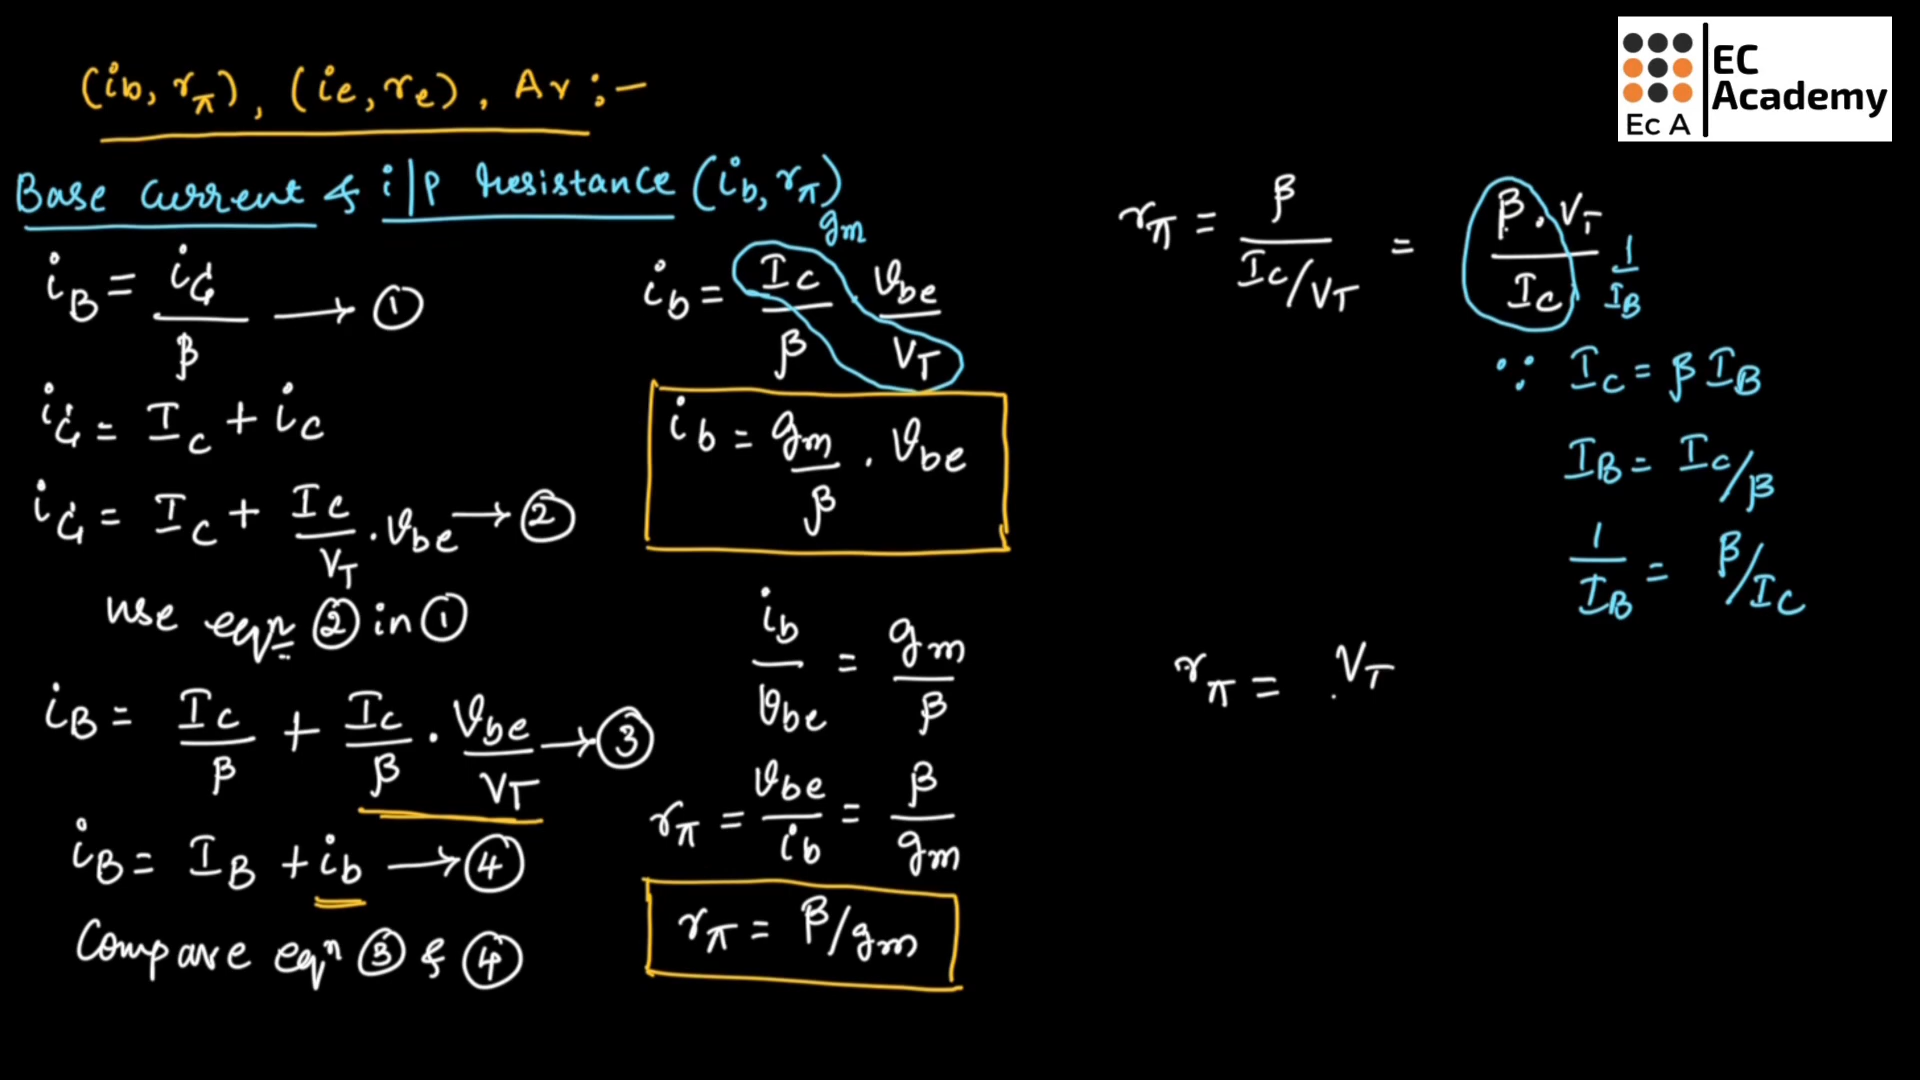 (ib, rπ), (ie, re), Av :-
Base Current & i/p Resistance (ib, rπ)
iB = iC / β → ①
iC = IC + ic
iC = IC + IC/VT . vbe → ②
use eqn ② in ①
iB = IC/β + IC/β . vbe/VT → ③
iB = IB + ib → ④
Compare eqn ③ & ④
gm
ib = IC/β vbe/VT
ib = gm/β . vbe
ib/vbe = gm/β
rπ = vbe/ib = β/gm
rπ = β/gm
rπ = β / IC/VT = β . VT / IC
1/IB
∵ IC = β IB
IB = IC/β
1/IB = β/IC
rπ = .VT
EC
Academy
Ec A